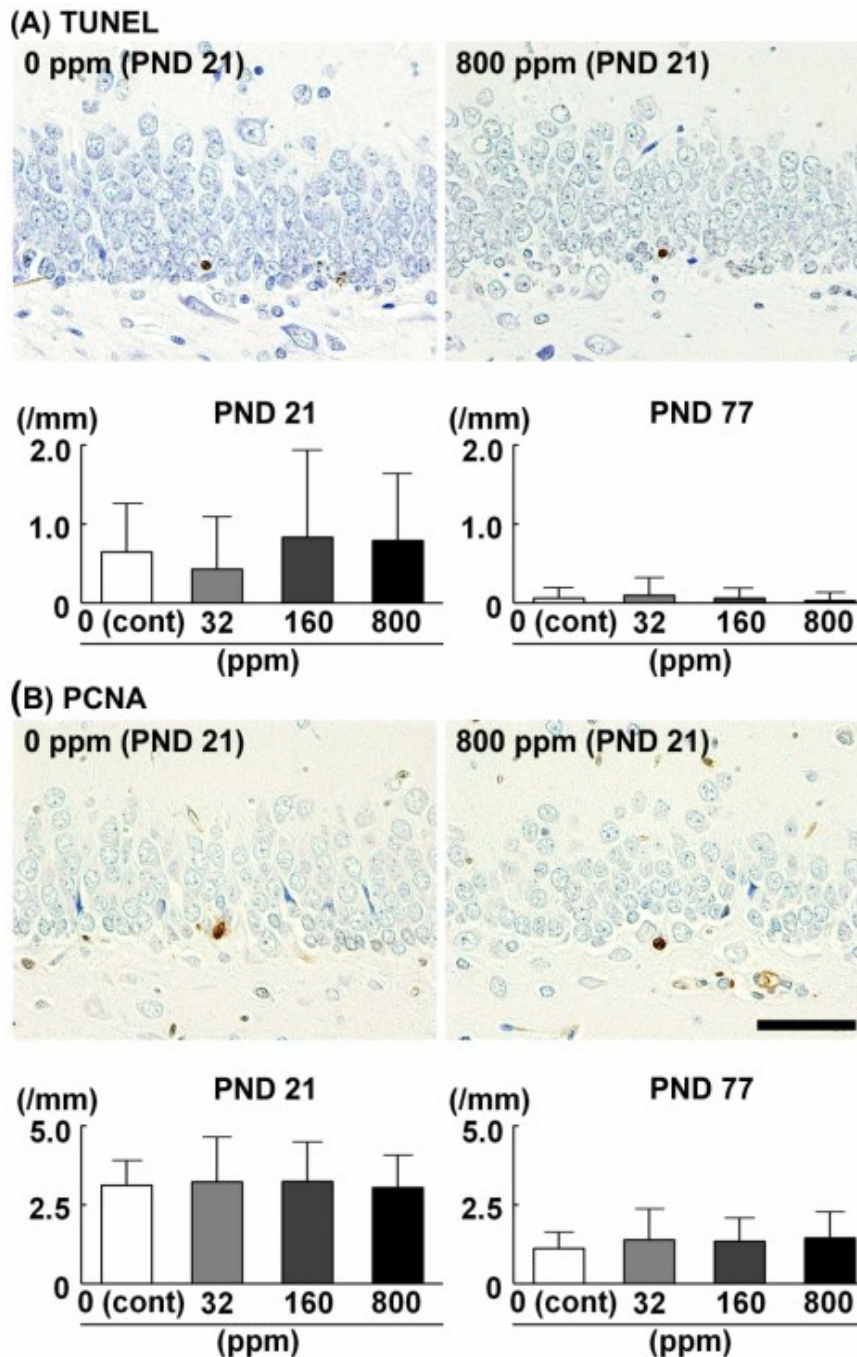 (A) TUNEL
0 ppm (PND 21) 800 ppm (PND 21)
(/mm) PND 21 (/mm) PND 77
2.0 2.0
1.0 1.0
0 0
0 (cont) 32 160 800 0 (cont) 32 160 800
(ppm) (ppm)
(B) PCNA
0 ppm (PND 21) 800 ppm (PND 21)
(/mm) PND 21 (/mm) PND 77
5.0 5.0
2.5 2.5
0 0
0 (cont) 32 160 800 0 (cont) 32 160 800
(ppm) (ppm)